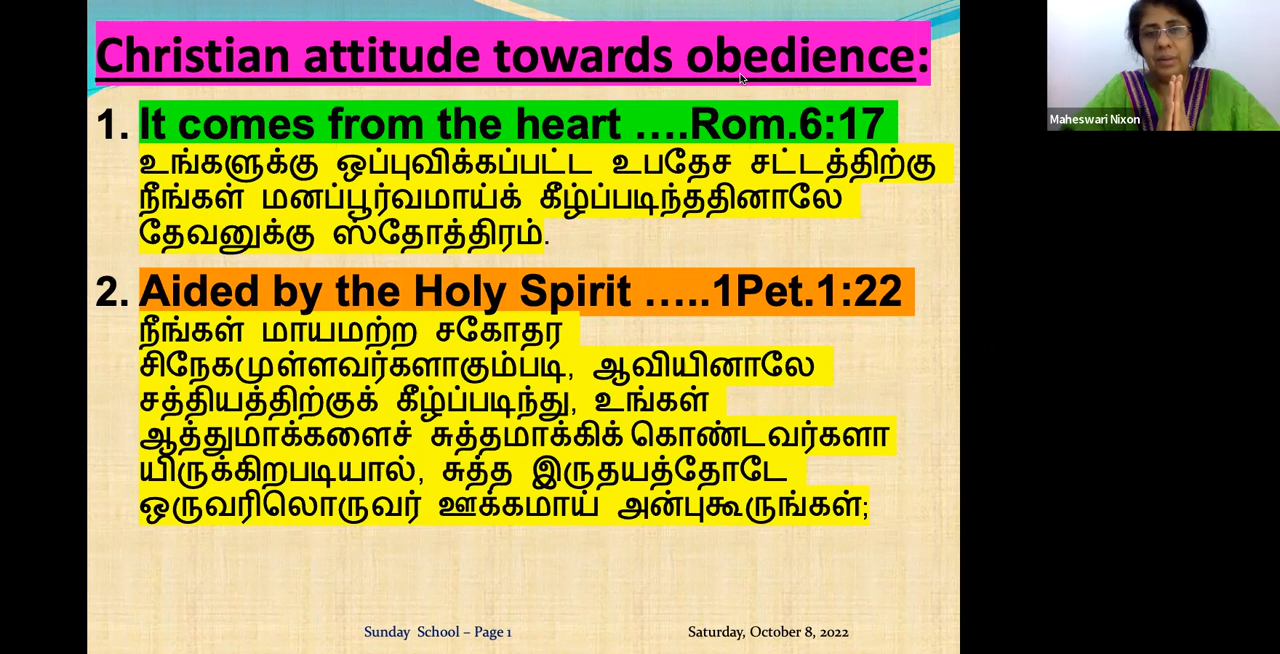 Christian attitude towards obedience:
1. It comes from the heart ….Rom.6:17
உங்களுக்கு ஒப்புவிக்கப்பட்ட உபதேச சட்டத்திற்கு
நீங்கள் மனப்பூர்வமாய்க் கீழ்ப்படிந்ததினாலே
தேவனுக்கு ஸ்தோத்திரம்.
2. Aided by the Holy Spirit …..1Pet.1:22
நீங்கள் மாயமற்ற சகோதர
சிநேகமுள்ளவர்களாகும்படி, ஆவியினாலே
சத்தியத்திற்குக் கீழ்ப்படிந்து, உங்கள்
ஆத்துமாக்களைச் சுத்தமாக்கிக் கொண்டவர்களா
யிருக்கிறபடியால், சுத்த இருதயத்தோடே
ஒருவரிலொருவர் ஊக்கமாய் அன்புகூருங்கள்;
Sunday School – Page 1
Saturday, October 8, 2022
Maheswari Nixon